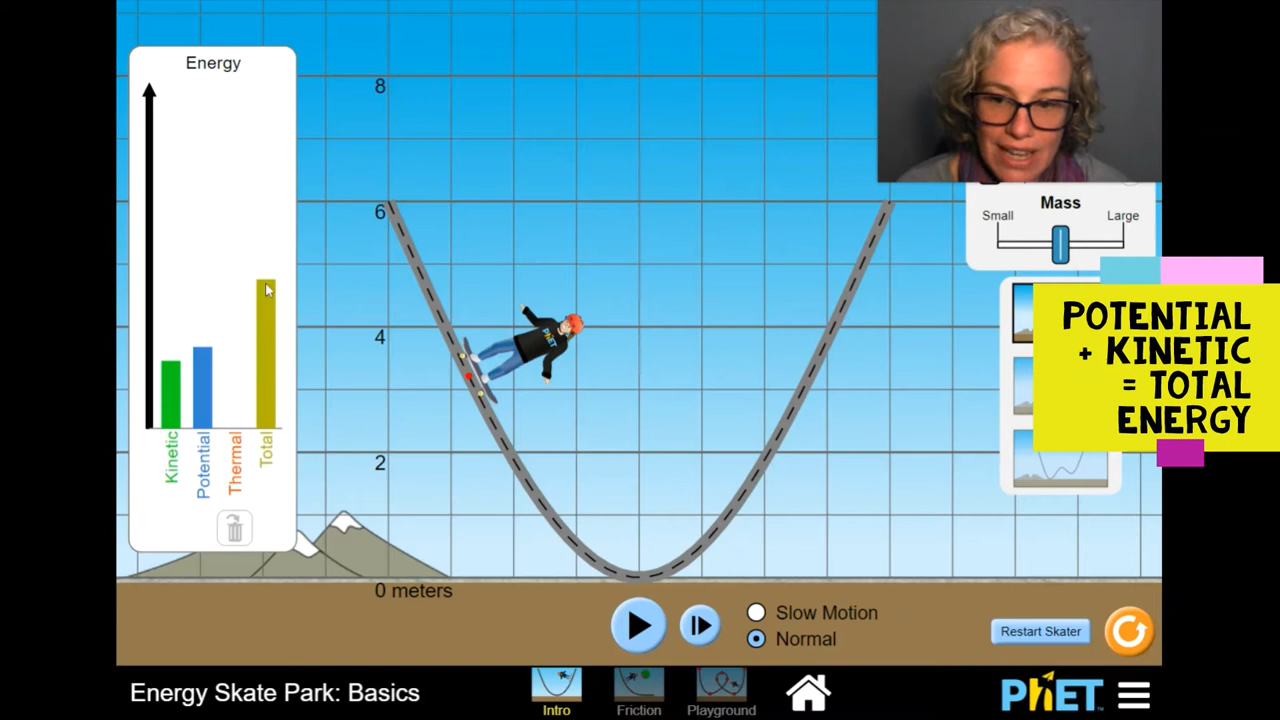 Energy
8
6
4
2
0 meters
Kinetic
Potential
Thermal
Total
PhET
Mass
Small
Large
POTENTIAL
+ KINETIC
= TOTAL
ENERGY
Slow Motion
Normal
Restart Skater
Energy Skate Park: Basics
Intro
Friction
Playground
PhET